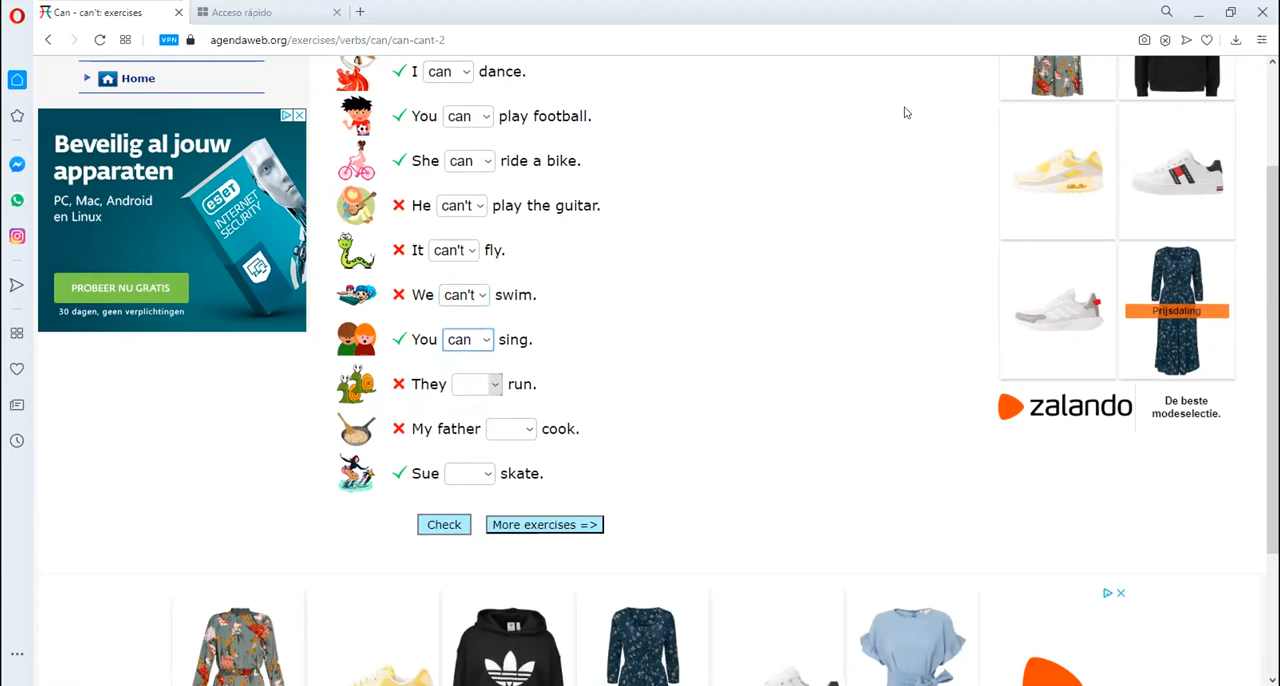 Can - can't: exercises
Acceso rápido
VPN
agendaweb.org/exercises/verbs/can/can-cant-2
Home
Beveilig al jouw
apparaten
PC, Mac, Android
en Linux
eset
INTERNET
SECURITY
PROBEER NU GRATIS
30 dagen, geen verplichtingen
I can dance.
You can play football.
She can ride a bike.
He can't play the guitar.
It can't fly.
We can't swim.
You can sing.
They run.
My father cook.
Sue skate.
Check
More exercises =>
Prijsdaling
zalando
De beste
modeselectie.